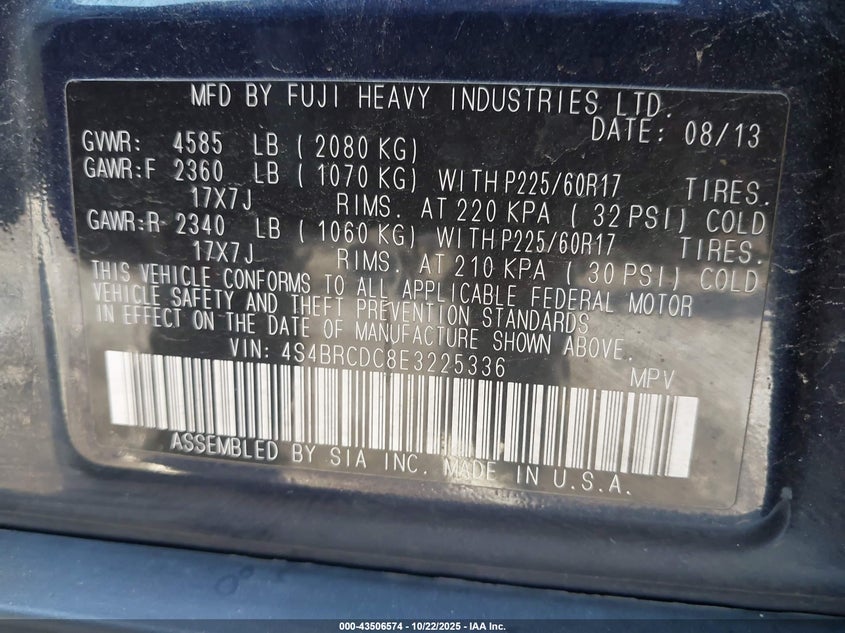 MFD BY FUJI HEAVY INDUSTRIES LTD.
DATE: 08/13
GVWR: 4585 LB ( 2080 KG)
GAWR:F 2360 LB ( 1070 KG) WITH P225/60R17 TIRES.
17X7J RIMS. AT 220 KPA ( 32 PSI) COLD
GAWR:R 2340 LB ( 1060 KG) WITH P225/60R17 TIRES.
17X7J RIMS. AT 210 KPA ( 30 PSI) COLD
THIS VEHICLE CONFORMS TO ALL APPLICABLE FEDERAL MOTOR
VEHICLE SAFETY AND THEFT PREVENTION STANDARDS
IN EFFECT ON THE DATE OF MANUFACTURE SHOWN ABOVE.
VIN: 4S4BRCDC8E3225336 MPV
ASSEMBLED BY SIA INC. MADE IN U.S.A.
000-43506574 | 10/22/2025 | IAA Inc.